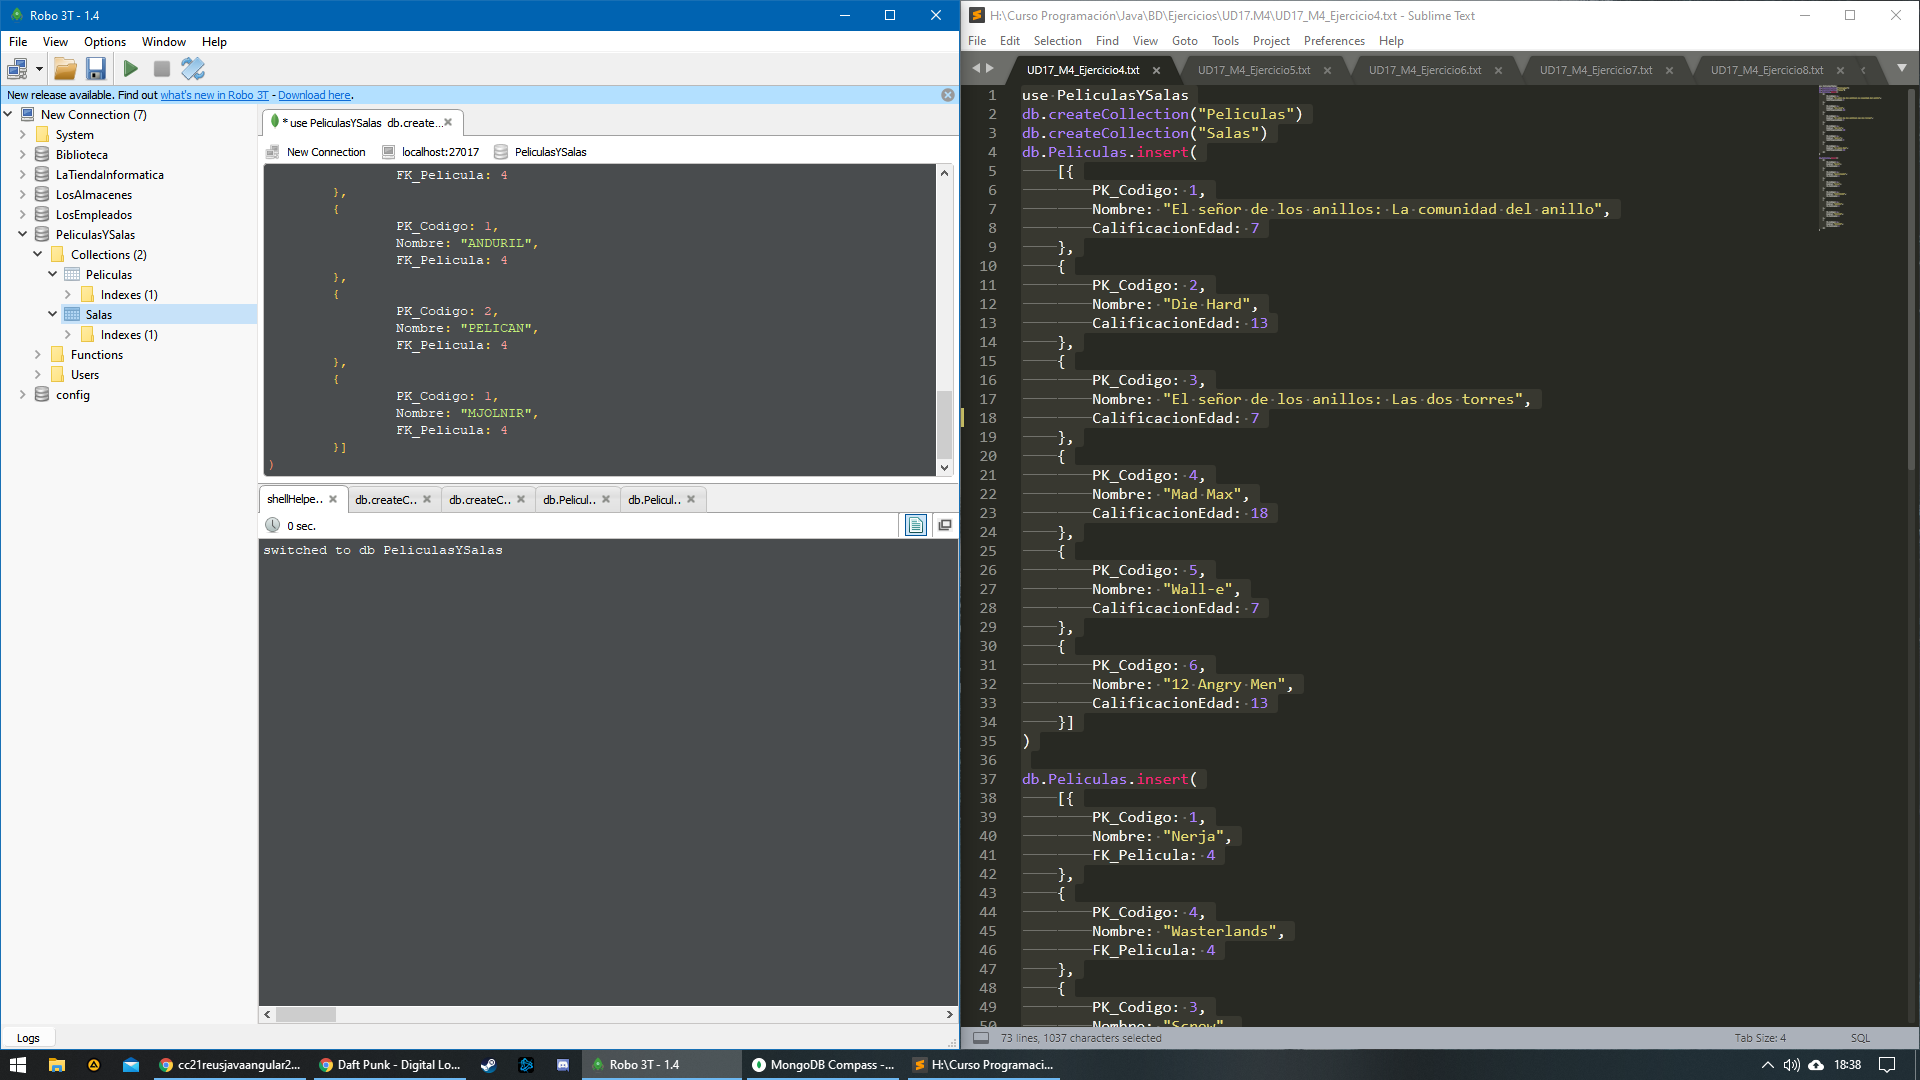 Robo 3T - 1.4
File View Options Window Help
New release available. Find out what's new in Robo 3T - Download here.
New Connection (7)
System
Biblioteca
LaTiendaInformatica
LosAlmacenes
LosEmpleados
PeliculasYSalas
Collections (2)
Peliculas
Indexes (1)
Salas
Indexes (1)
Functions
Users
config
Logs
* use PeliculasYSalas db.create...
New Connection localhost:27017 PeliculasYSalas
FK_Pelicula: 4
},
{
PK_Codigo: 1,
Nombre: "ANDURIL",
FK_Pelicula: 4
},
{
PK_Codigo: 2,
Nombre: "PELICAN",
FK_Pelicula: 4
},
{
PK_Codigo: 1,
Nombre: "MJOLNIR",
FK_Pelicula: 4
}]
)
shellHelpe.. db.createC.. db.createC.. db.Pelicul.. db.Pelicul..
0 sec.
switched to db PeliculasYSalas
H:\Curso Programación\Java\BD\Ejercicios\UD17.M4\UD17_M4_Ejercicio4.txt - Sublime Text
File Edit Selection Find View Goto Tools Project Preferences Help
UD17_M4_Ejercicio4.txt UD17_M4_Ejercicio5.txt UD17_M4_Ejercicio6.txt UD17_M4_Ejercicio7.txt UD17_M4_Ejercicio8.txt
1 use PeliculasYSalas
2 db.createCollection("Peliculas")
3 db.createCollection("Salas")
4 db.Peliculas.insert(
5 [{
6 PK_Codigo: 1,
7 Nombre: "El señor de los anillos: La comunidad del anillo",
8 CalificacionEdad: 7
9 },
10 {
11 PK_Codigo: 2,
12 Nombre: "Die Hard",
13 CalificacionEdad: 13
14 },
15 {
16 PK_Codigo: 3,
17 Nombre: "El señor de los anillos: Las dos torres",
18 CalificacionEdad: 7
19 },
20 {
21 PK_Codigo: 4,
22 Nombre: "Mad Max",
23 CalificacionEdad: 18
24 },
25 {
26 PK_Codigo: 5,
27 Nombre: "Wall-e",
28 CalificacionEdad: 7
29 },
30 {
31 PK_Codigo: 6,
32 Nombre: "12 Angry Men",
33 CalificacionEdad: 13
34 }]
35 )
36
37 db.Peliculas.insert(
38 [{
39 PK_Codigo: 1,
40 Nombre: "Nerja",
41 FK_Pelicula: 4
42 },
43 {
44 PK_Codigo: 4,
45 Nombre: "Wasterlands",
46 FK_Pelicula: 4
47 },
48 {
49 PK_Codigo: 3,
50 Nombre: "Screw"
73 lines, 1037 characters selected Tab Size: 4 SQL
cc21reusjavaangular2... Daft Punk - Digital Lo... Robo 3T - 1.4 MongoDB Compass -... H:\Curso Programaci... 18:38